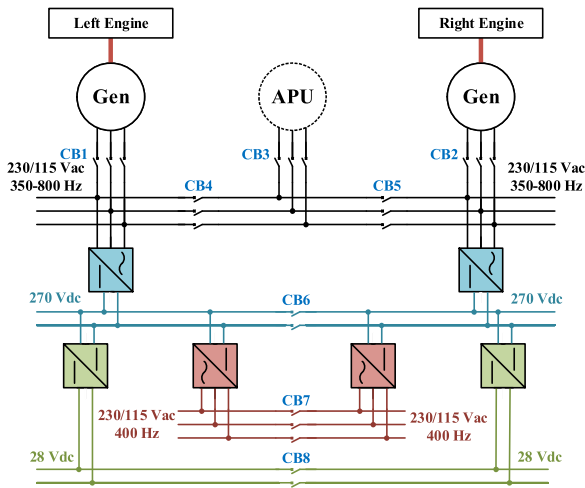 Left Engine
Right Engine
Gen
APU
Gen
CB1
CB3
CB2
230/115 Vac
350-800 Hz
CB4
CB5
230/115 Vac
350-800 Hz
270 Vdc
CB6
270 Vdc
CB7
230/115 Vac
400 Hz
230/115 Vac
400 Hz
28 Vdc
CB8
28 Vdc